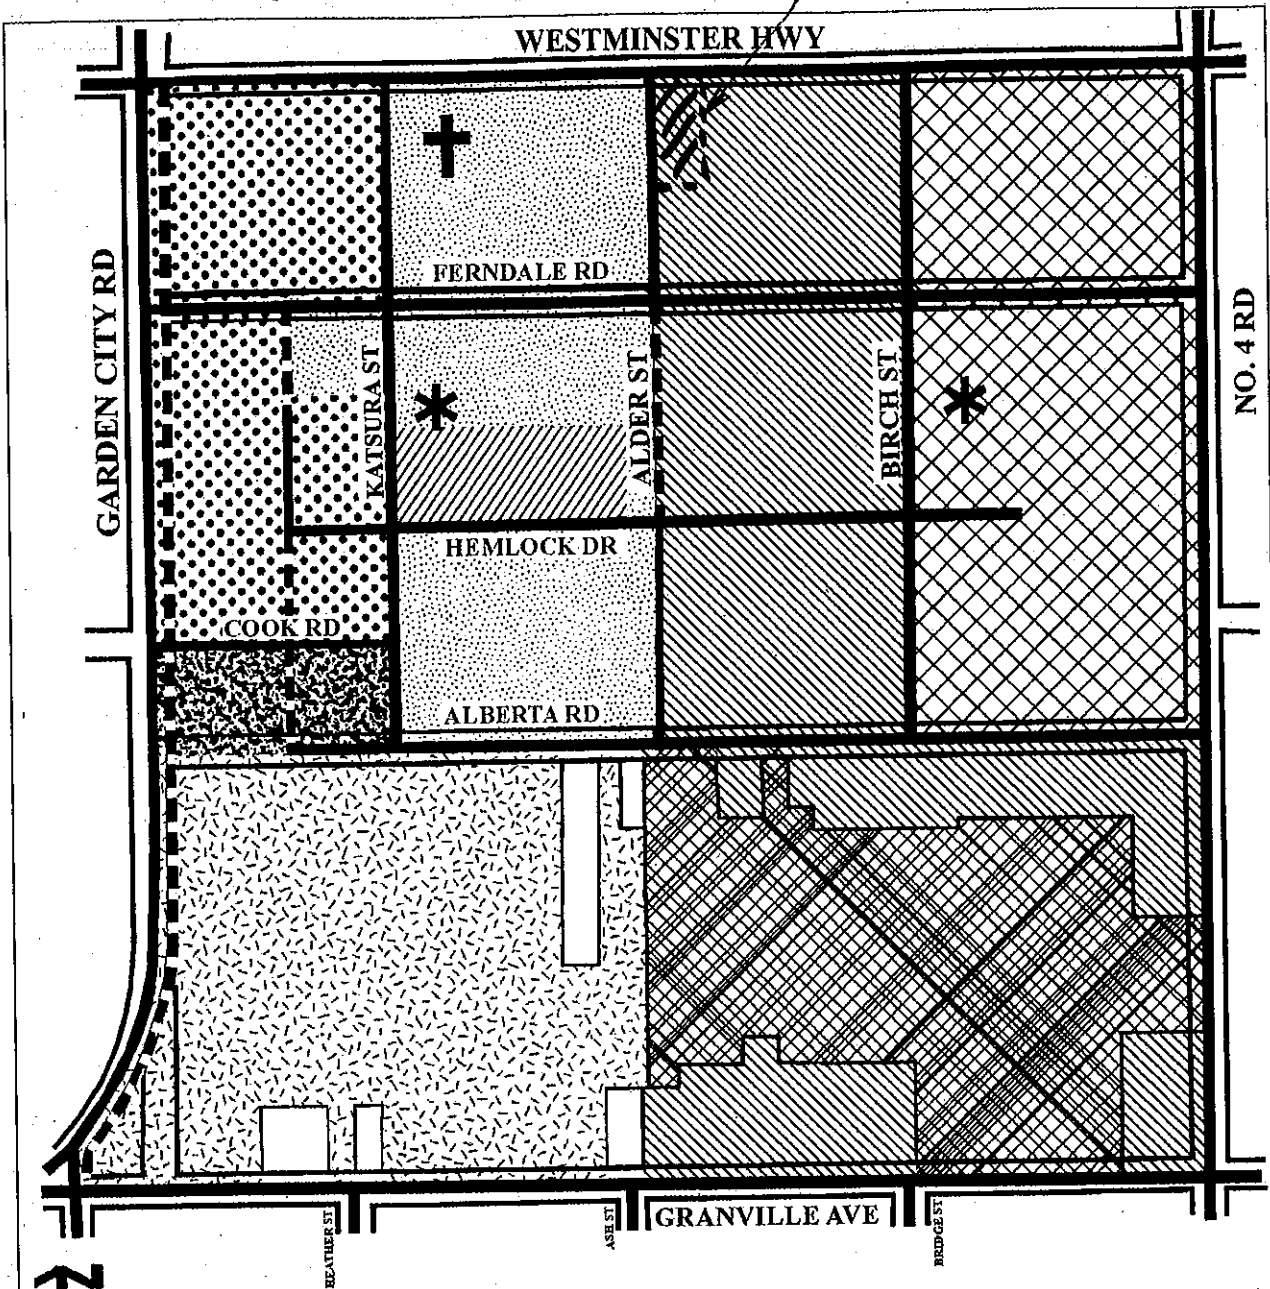 WESTMINSTER HWY
FERNDALE RD
GARDEN CITY RD
NO. 4 RD
KATSURA ST
ALDER ST
BIRCH ST
HEMLOCK DR
COOK RD
ALBERTA RD
GRANVILLE AVE
HEATHER ST
ASH ST
BRIDGE ST
N